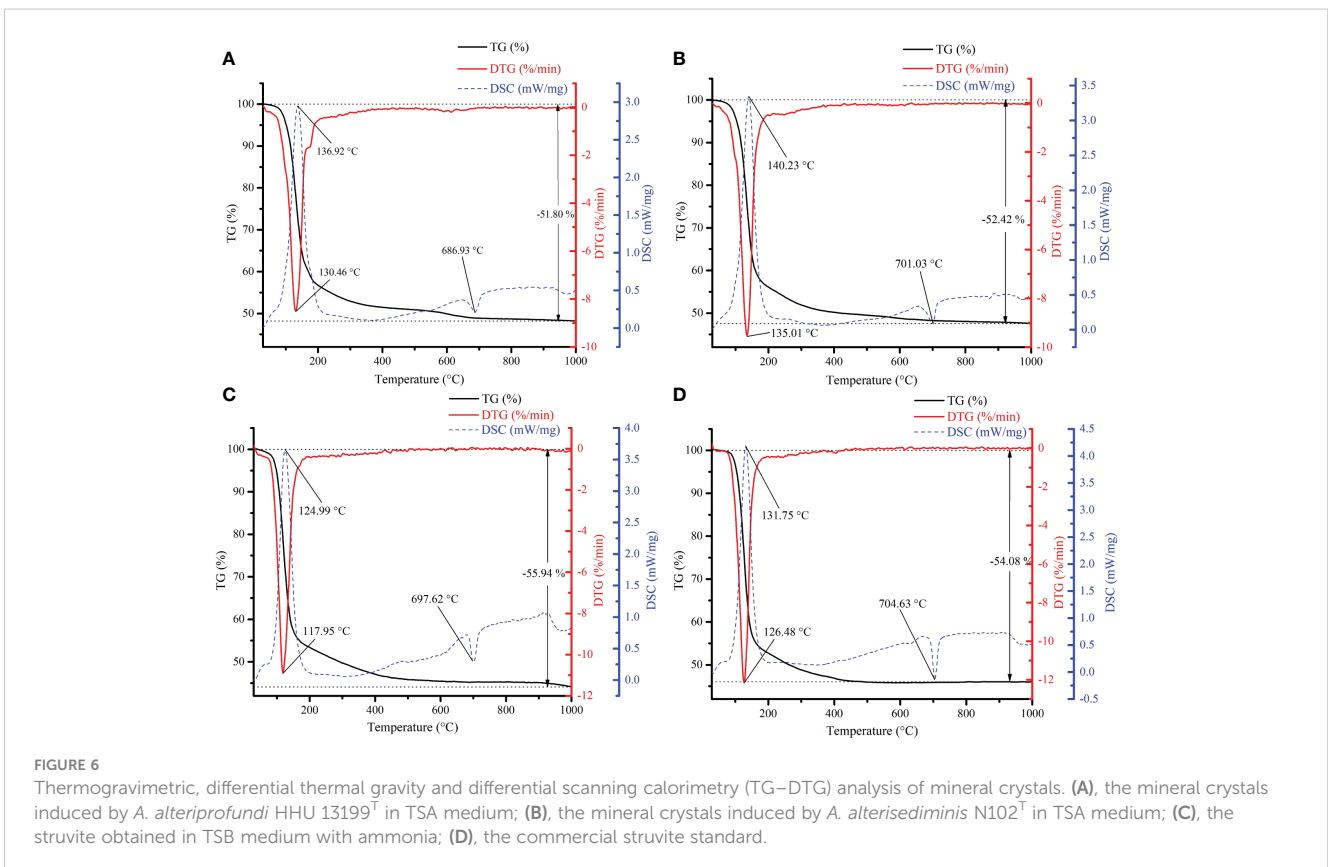 A
TG (%)
DTG (%/min)
DSC (mW/mg)
100
90
80
70
60
50
TG (%)
136.92 °C
130.46 °C
686.93 °C
-51.80 %
0
-2
-4
-6
-8
-10
DTG (%/min)
3.0
2.5
2.0
1.5
1.0
0.5
0.0
DSC (mW/mg)
200 400 600 800 1000
Temperature (°C)
B
TG (%)
DTG (%/min)
DSC (mW/mg)
100
90
80
70
60
50
TG (%)
140.23 °C
135.01 °C
701.03 °C
-52.42 %
0
-2
-4
-6
-8
-10
DTG (%/min)
3.5
3.0
2.5
2.0
1.5
1.0
0.5
0.0
DSC (mW/mg)
200 400 600 800 1000
Temperature (°C)
C
TG (%)
DTG (%/min)
DSC (mW/mg)
100
90
80
70
60
50
TG (%)
124.99 °C
117.95 °C
697.62 °C
-55.94 %
0
-2
-4
-6
-8
-10
-12
DTG (%/min)
4.0
3.5
3.0
2.5
2.0
1.5
1.0
0.5
0.0
DSC (mW/mg)
200 400 600 800 1000
Temperature (°C)
D
TG (%)
DTG (%/min)
DSC (mW/mg)
100
90
80
70
60
50
TG (%)
131.75 °C
126.48 °C
704.63 °C
-54.08 %
0
-2
-4
-6
-8
-10
-12
DTG (%/min)
4.5
4.0
3.5
3.0
2.5
2.0
1.5
1.0
0.5
0.0
-0.5
DSC (mW/mg)
200 400 600 800 1000
Temperature (°C)
FIGURE 6
Thermogravimetric, differential thermal gravity and differential scanning calorimetry (TG–DTG) analysis of mineral crystals. (A), the mineral crystals
induced by A. alteriprofundi HHU 13199T in TSA medium; (B), the mineral crystals induced by A. alterisediminis N102T in TSA medium; (C), the
struvite obtained in TSB medium with ammonia; (D), the commercial struvite standard.